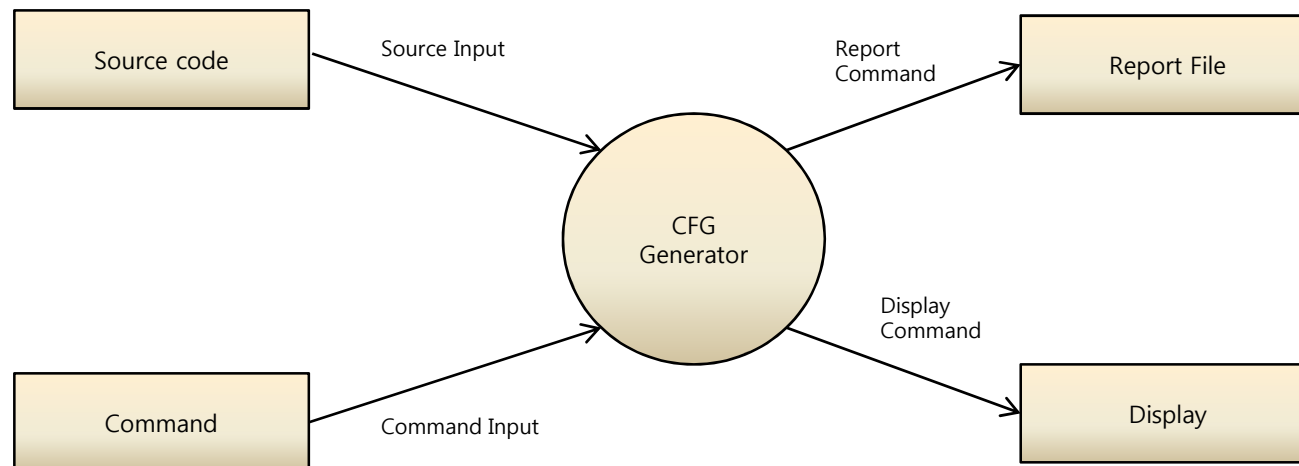 Source code
Source Input
Report
Command
Report File
CFG
Generator
Display
Command
Command
Command Input
Display